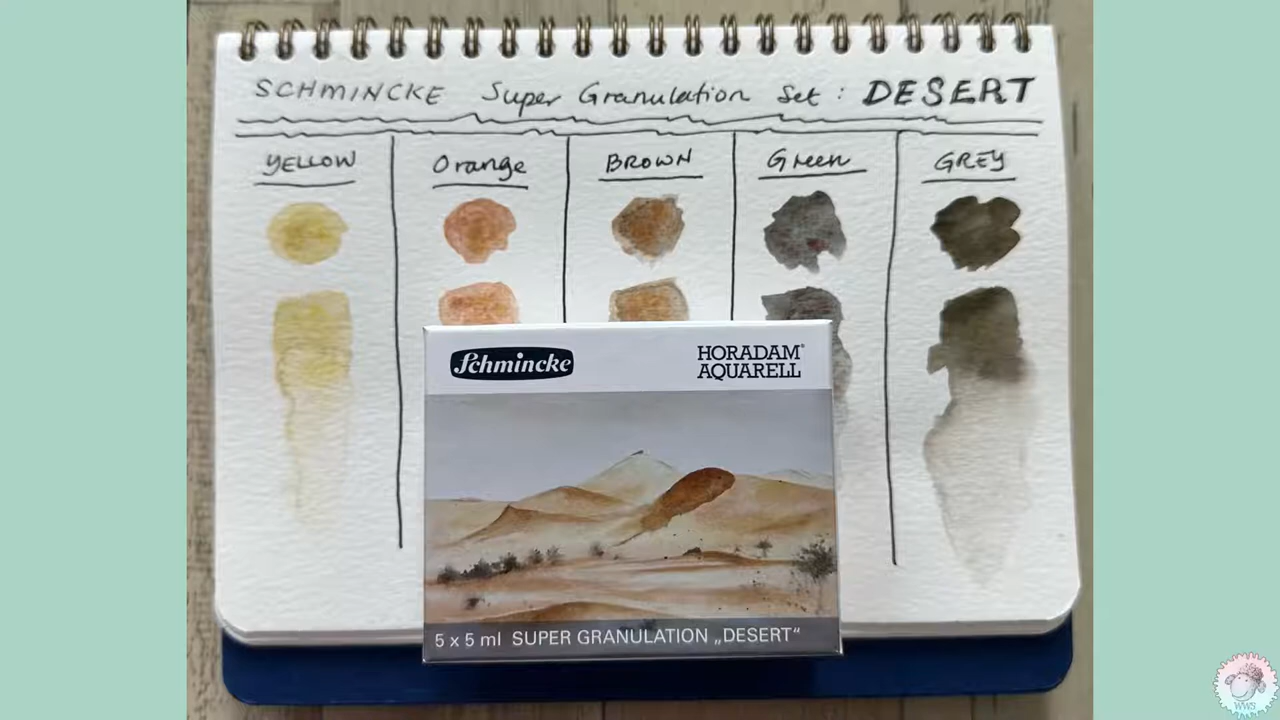 SCHMINCKE Super Granulation Set : DESERT
YELLOW Orange BROWN Green GREY
Schmincke
HORADAM®
AQUARELL
5 x 5 ml SUPER GRANULATION „DESERT“
WWS